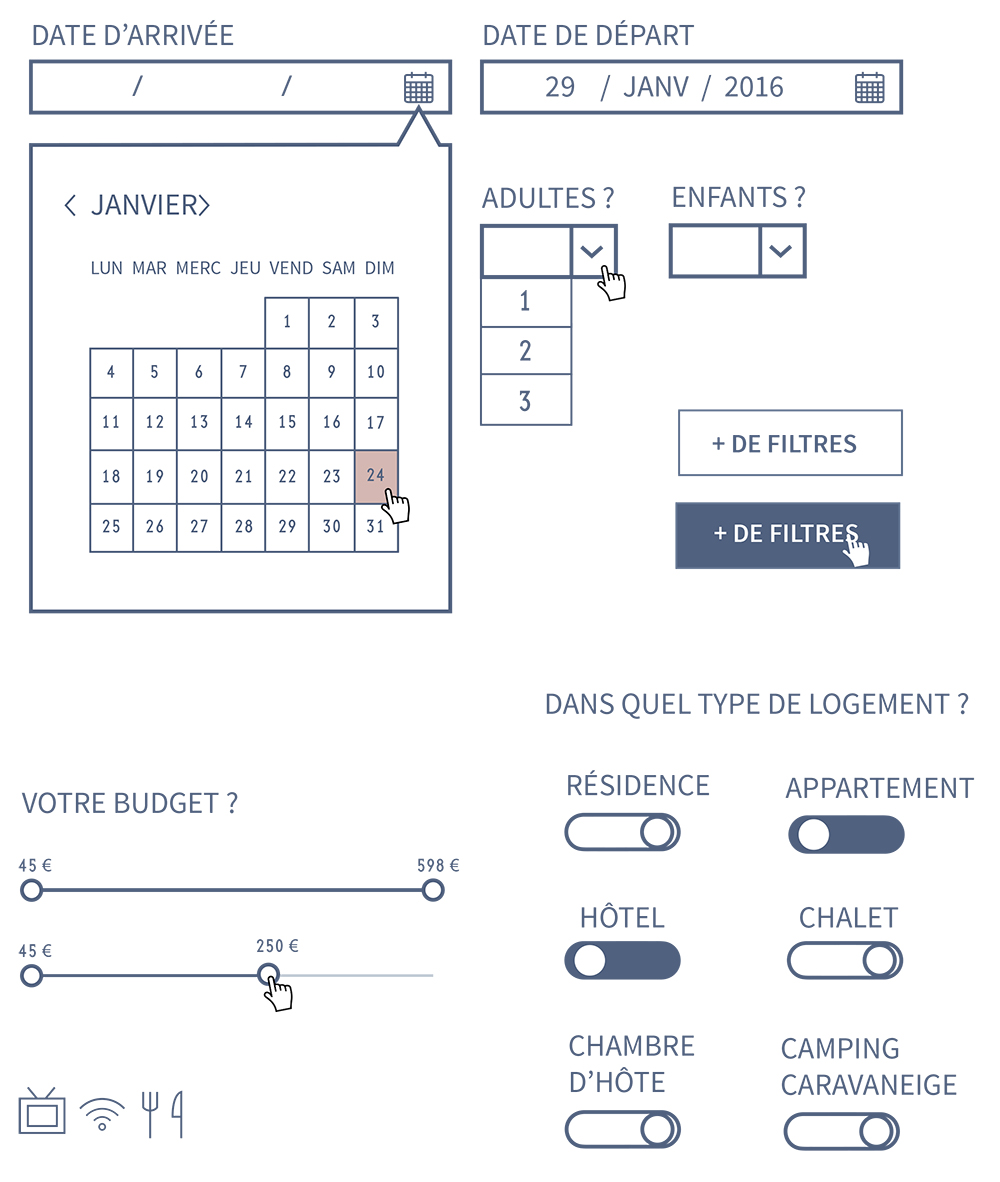 DATE D’ARRIVÉE
/ /
DATE DE DÉPART
29 / JANV / 2016
< JANVIER>
LUN MAR MERC JEU VEND SAM DIM
1 2 3
4 5 6 7 8 9 10
11 12 13 14 15 16 17
18 19 20 21 22 23 24
25 26 27 28 29 30 31
ADULTES ?
1
2
3
ENFANTS ?
+ DE FILTRES
+ DE FILTRES
VOTRE BUDGET ?
45 € 598 €
45 € 250 €
DANS QUEL TYPE DE LOGEMENT ?
RÉSIDENCE
APPARTEMENT
HÔTEL
CHALET
CHAMBRE
D’HÔTE
CAMPING
CARAVANEIGE